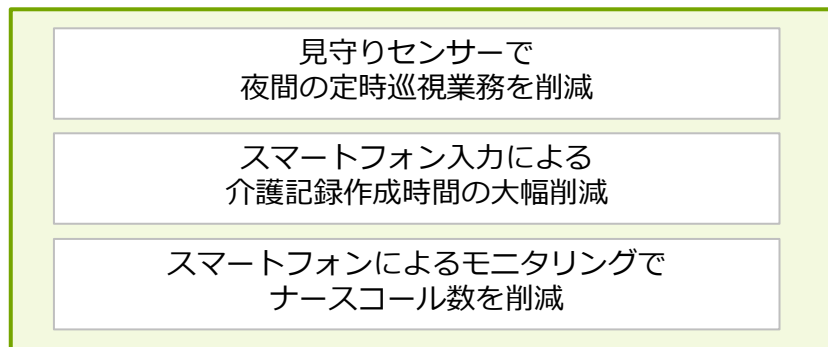 見守りセンサーで
夜間の定時巡視業務を削減
スマートフォン入力による
介護記録作成時間の大幅削減
スマートフォンによるモニタリングで
ナースコール数を削減